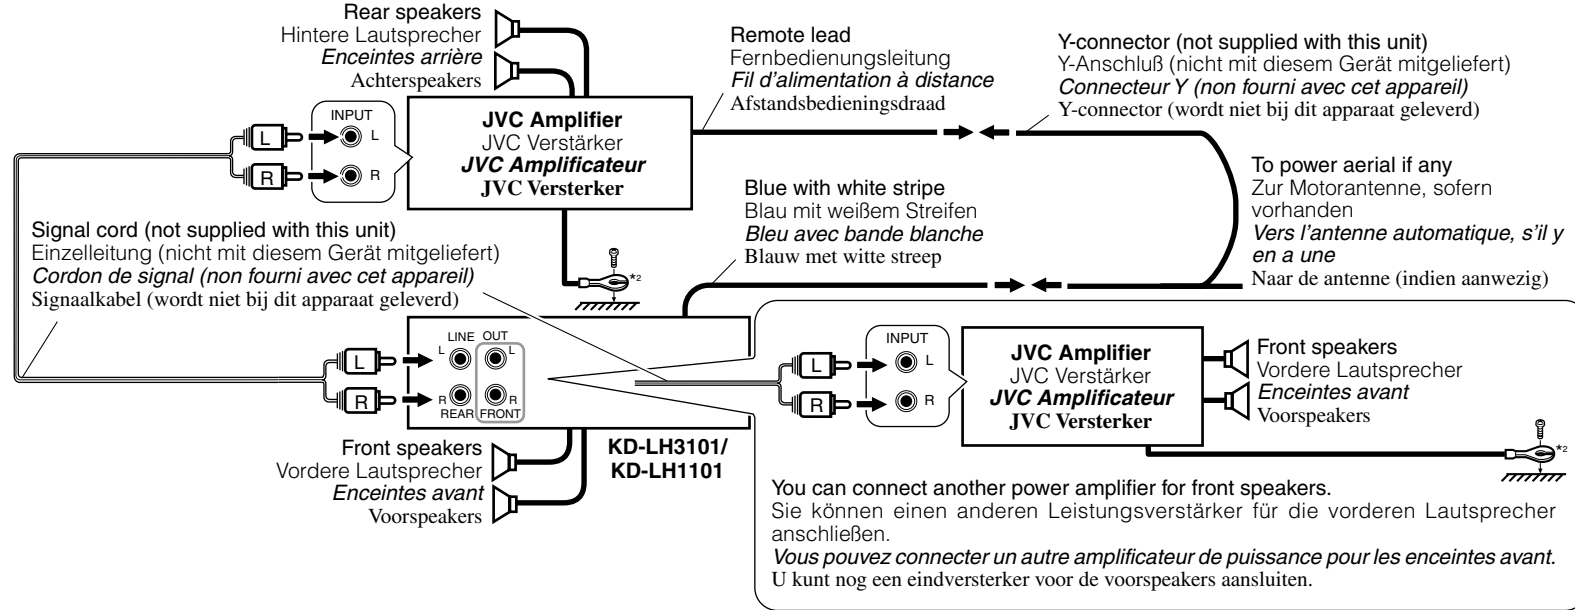 Rear speakers
Hintere Lautsprecher
Enceintes arrière
Achterspeakers
Remote lead
Fernbedienungsleitung
Fil d'alimentation à distance
Afstandsbedieningsdraad
Y-connector (not supplied with this unit)
Y-Anschluß (nicht mit diesem Gerät mitgeliefert)
Connecteur Y (non fourni avec cet appareil)
Y-connector (wordt niet bij dit apparaat geleverd)
INPUT
L
L
R
R
JVC Amplifier
JVC Verstärker
JVC Amplificateur
JVC Versterker
To power aerial if any
Zur Motorantenne, sofern
vorhanden
Vers l'antenne automatique, s'il y
en a une
Naar de antenne (indien aanwezig)
Blue with white stripe
Blau mit weißem Streifen
Bleu avec bande blanche
Blauw met witte streep
Signal cord (not supplied with this unit)
Einzelleitung (nicht mit diesem Gerät mitgeliefert)
Cordon de signal (non fourni avec cet appareil)
Signaalkabel (wordt niet bij dit apparaat geleverd)
*2
LINE OUT
L
L
L
R
R
R
REAR
FRONT
KD-LH3101/
KD-LH1101
Front speakers
Vordere Lautsprecher
Enceintes avant
Voorspeakers
INPUT
L
L
R
R
JVC Amplifier
JVC Verstärker
JVC Amplificateur
JVC Versterker
Front speakers
Vordere Lautsprecher
Enceintes avant
Voorspeakers
*2
You can connect another power amplifier for front speakers.
Sie können einen anderen Leistungsverstärker für die vorderen Lautsprecher
anschließen.
Vous pouvez connecter un autre amplificateur de puissance pour les enceintes avant.
U kunt nog een eindversterker voor de voorspeakers aansluiten.